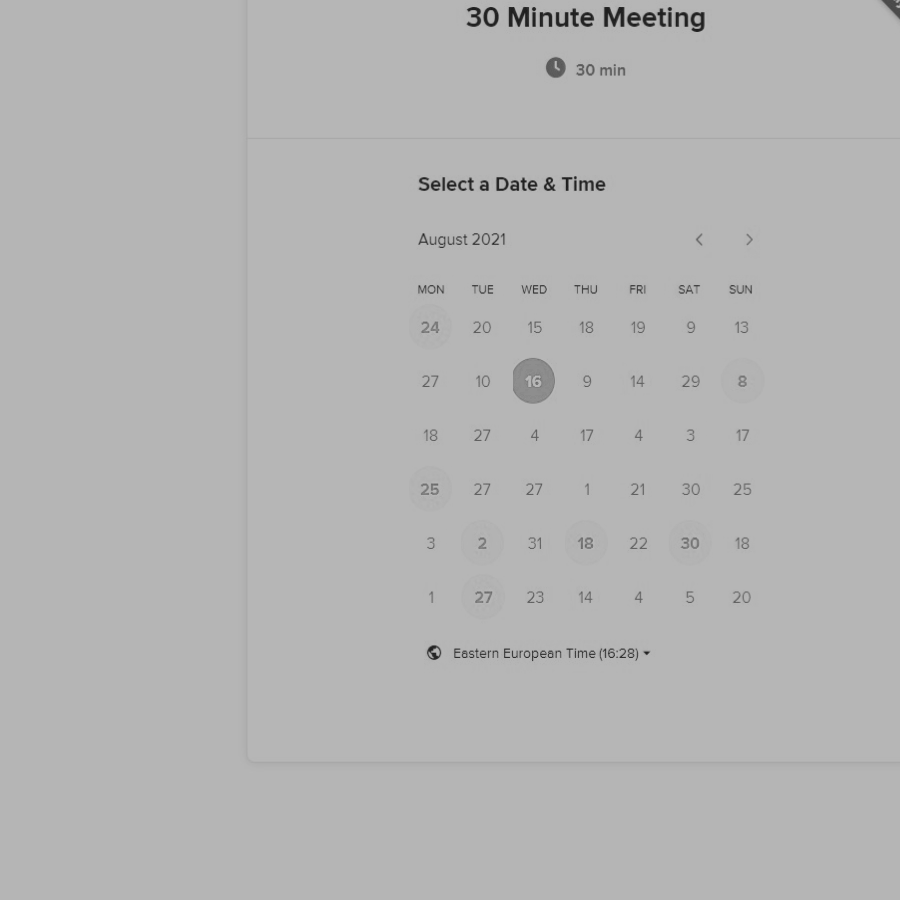 30 Minute Meeting
30 min
Select a Date & Time
August 2021
MON TUE WED THU FRI SAT SUN
24 20 15 18 19 9 13
27 10 16 9 14 29 8
18 27 4 17 4 3 17
25 27 27 1 21 30 25
3 2 31 18 22 30 18
1 27 23 14 4 5 20
Eastern European Time (16:28)